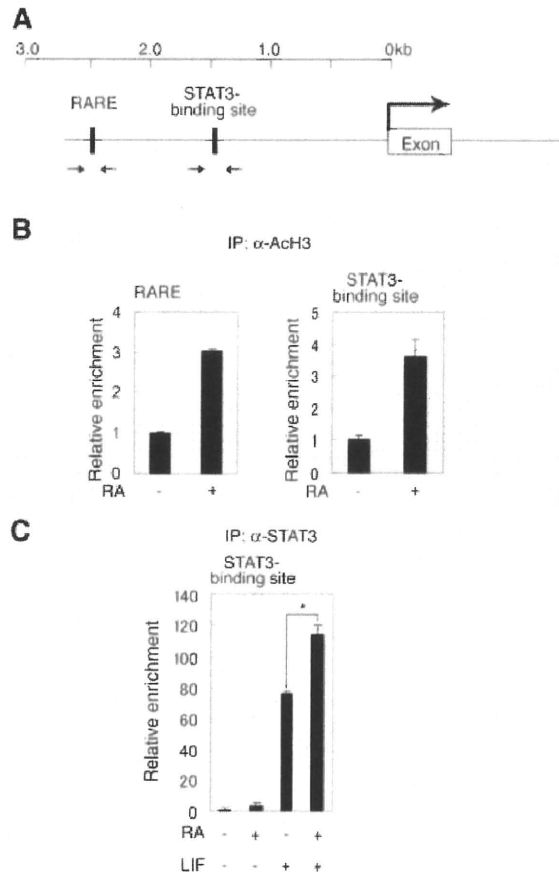 A
3.0 2.0 1.0 0kb
RARE
STAT3-
binding site
Exon
B
IP: α-AcH3
RARE
Relative enrichment
4
3
2
1
0
RA - +
STAT3-
binding site
Relative enrichment
5
4
3
2
1
0
RA - +
C
IP: α-STAT3
STAT3-
binding site
Relative enrichment
140
120
100
80
60
40
20
0
*
RA - + - +
LIF - - + +